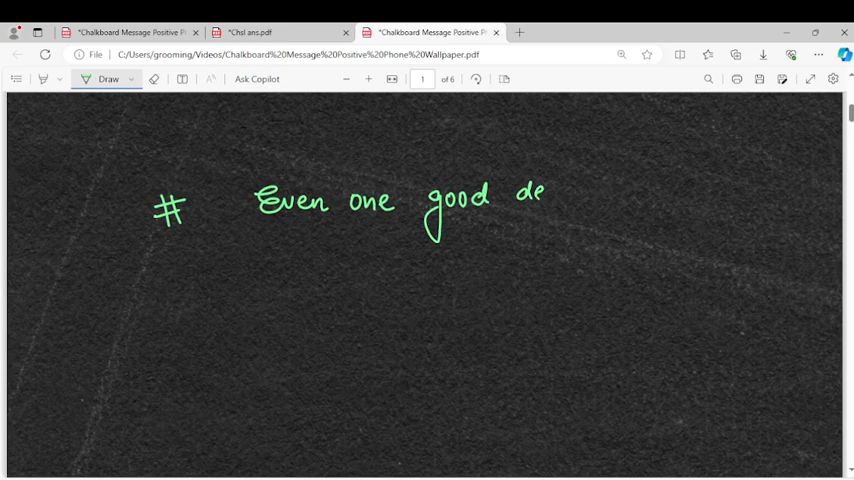 *Chalkboard Message Positive Pl
*Chsl ans.pdf
*Chalkboard Message Positive P
File
C:/Users/grooming/Videos/Chalkboard%20Message%20Positive%20Phone%20Wallpaper.pdf
Draw
Ask Copilot
1 of 6
# Even one good de